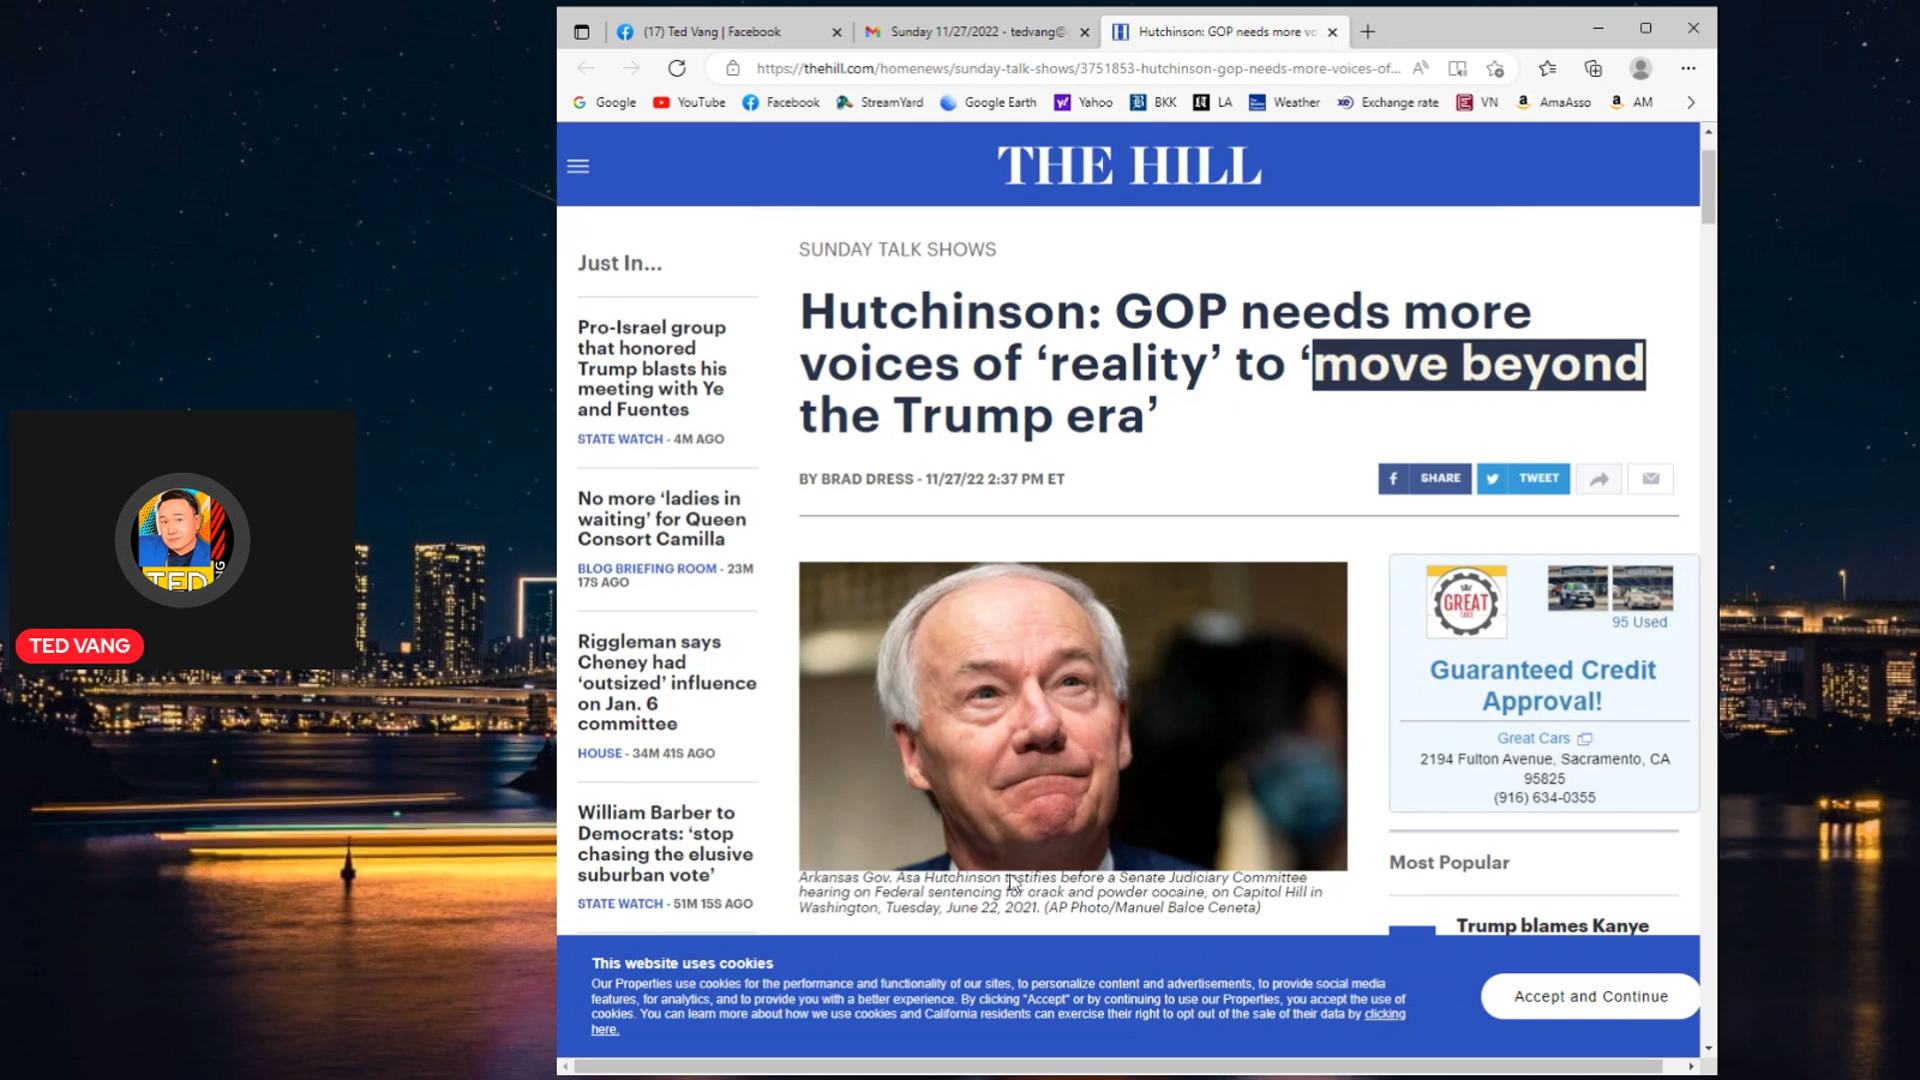 (17) Ted Vang | Facebook
Sunday 11/27/2022 - tedvang@
Hutchinson: GOP needs more vo
https://thehill.com/homenews/sunday-talk-shows/3751853-hutchinson-gop-needs-more-voices-of...
Google YouTube Facebook StreamYard Google Earth Yahoo BKK LA Weather Exchange rate VN AmaAsso AM
THE HILL
Just In...
Pro-Israel group
that honored
Trump blasts his
meeting with Ye
and Fuentes
STATE WATCH - 4M AGO
No more ‘ladies in
waiting’ for Queen
Consort Camilla
BLOG BRIEFING ROOM - 23M
17S AGO
Riggleman says
Cheney had
‘outsized’ influence
on Jan. 6
committee
HOUSE - 34M 41S AGO
William Barber to
Democrats: ‘stop
chasing the elusive
suburban vote’
STATE WATCH - 51M 15S AGO
SUNDAY TALK SHOWS
Hutchinson: GOP needs more
voices of ‘reality’ to ‘move beyond
the Trump era’
BY BRAD DRESS - 11/27/22 2:37 PM ET
SHARE
TWEET
Arkansas Gov. Asa Hutchinson testifies before a Senate Judiciary Committee
hearing on Federal sentencing for crack and powder cocaine, on Capitol Hill in
Washington, Tuesday, June 22, 2021. (AP Photo/Manuel Balce Ceneta)
GREAT
CARS
95 Used
Guaranteed Credit
Approval!
Great Cars
2194 Fulton Avenue, Sacramento, CA
95825
(916) 634-0355
Most Popular
Trump blames Kanye
This website uses cookies
Our Properties use cookies for the performance and functionality of our sites, to personalize content and advertisements, to provide social media
features, for analytics, and to provide you with a better experience. By clicking “Accept” or by continuing to use our Properties, you accept the use of
cookies. You can learn more about how we use cookies and California residents can exercise their right to opt out of the sale of their data by clicking
here.
Accept and Continue
TED
TED VANG